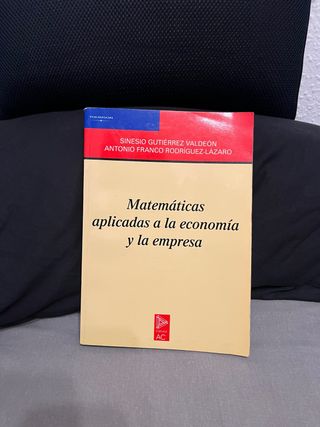 SINESIO GUTIÉRREZ VALDEÓN
ANTONIO FRANCO RODRÍGUEZ-LÁZARO
Matemáticas
aplicadas a la economía
y la empresa
AC